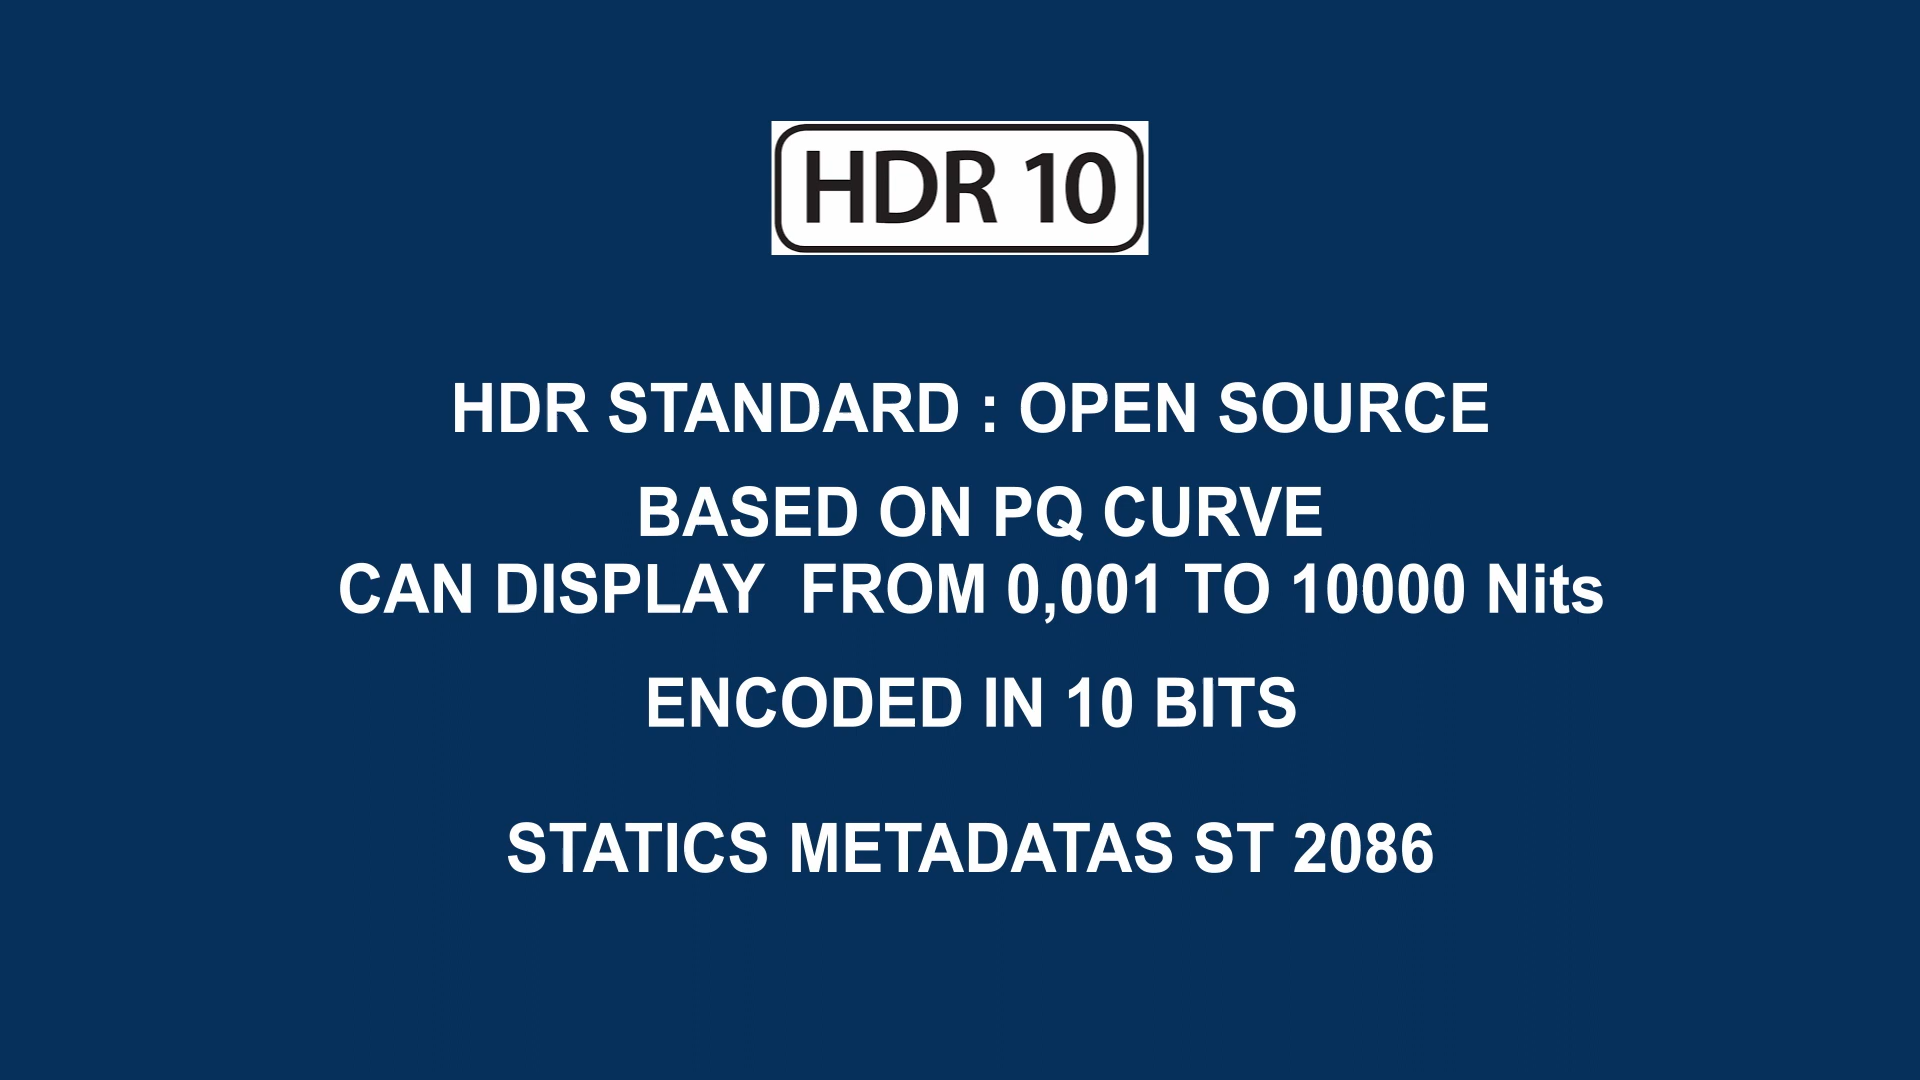 HDR 10
HDR STANDARD : OPEN SOURCE
BASED ON PQ CURVE
CAN DISPLAY  FROM 0,001 TO 10000 Nits
ENCODED IN 10 BITS
STATICS METADATAS ST 2086